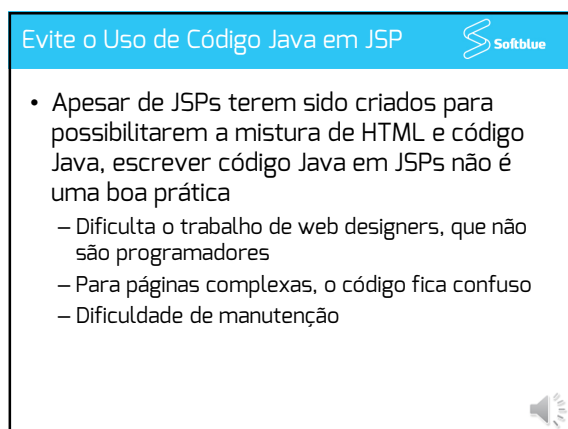 Evite o Uso de Código Java em JSP
Softblue
• Apesar de JSPs terem sido criados para
possibilitarem a mistura de HTML e código
Java, escrever código Java em JSPs não é
uma boa prática
– Dificulta o trabalho de web designers, que não
são programadores
– Para páginas complexas, o código fica confuso
– Dificuldade de manutenção